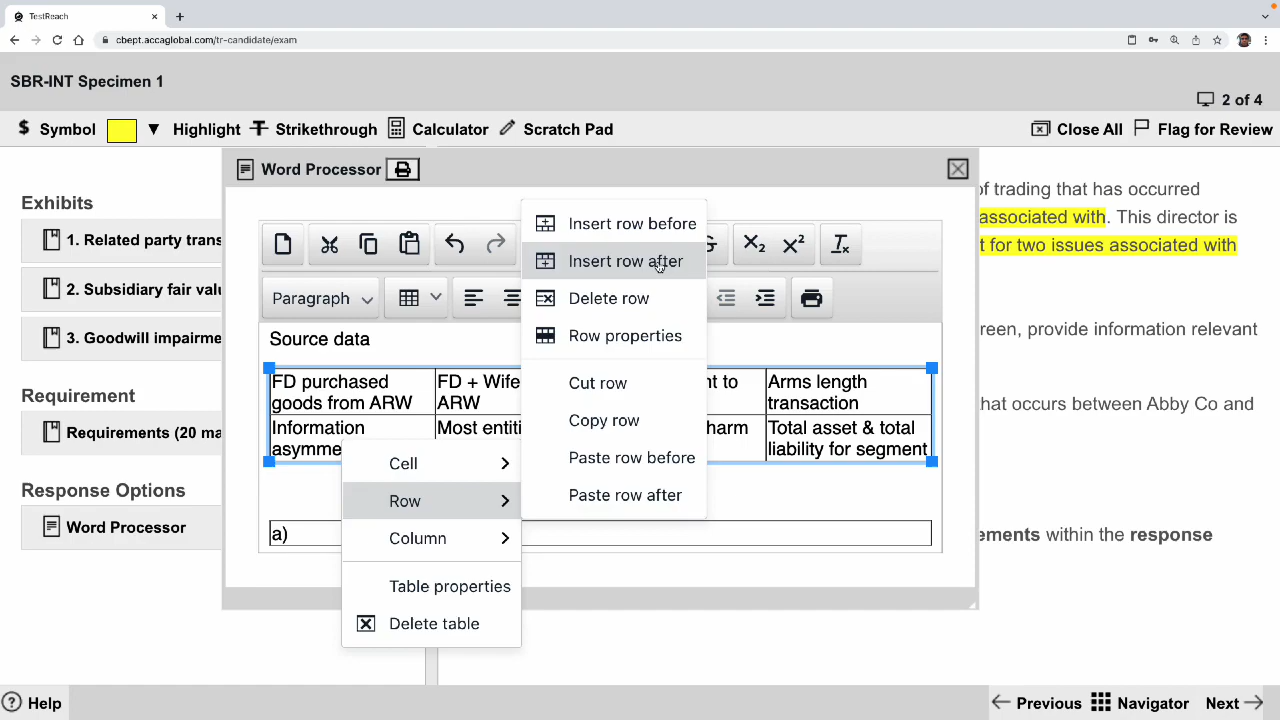 TestReach
cbept.accaglobal.com/tr-candidate/exam
SBR-INT Specimen 1
2 of 4
$ Symbol
Highlight
Strikethrough
Calculator
Scratch Pad
Close All
Flag for Review
Exhibits
1. Related party trans
2. Subsidiary fair valu
3. Goodwill impairme
Requirement
Requirements (20 ma
Response Options
Word Processor
Word Processor
Paragraph
Source data
FD purchased
goods from ARW
FD + Wife
ARW
nt to
Arms length
transaction
Information
asymme
Most entiti
harm
Total asset & total
liability for segment
a)
Cell
Row
Column
Table properties
Delete table
Insert row before
Insert row after
Delete row
Row properties
Cut row
Copy row
Paste row before
Paste row after
of trading that has occurred
associated with. This director is
t for two issues associated with
reen, provide information relevant
that occurs between Abby Co and
ements within the response
Help
Previous
Navigator
Next